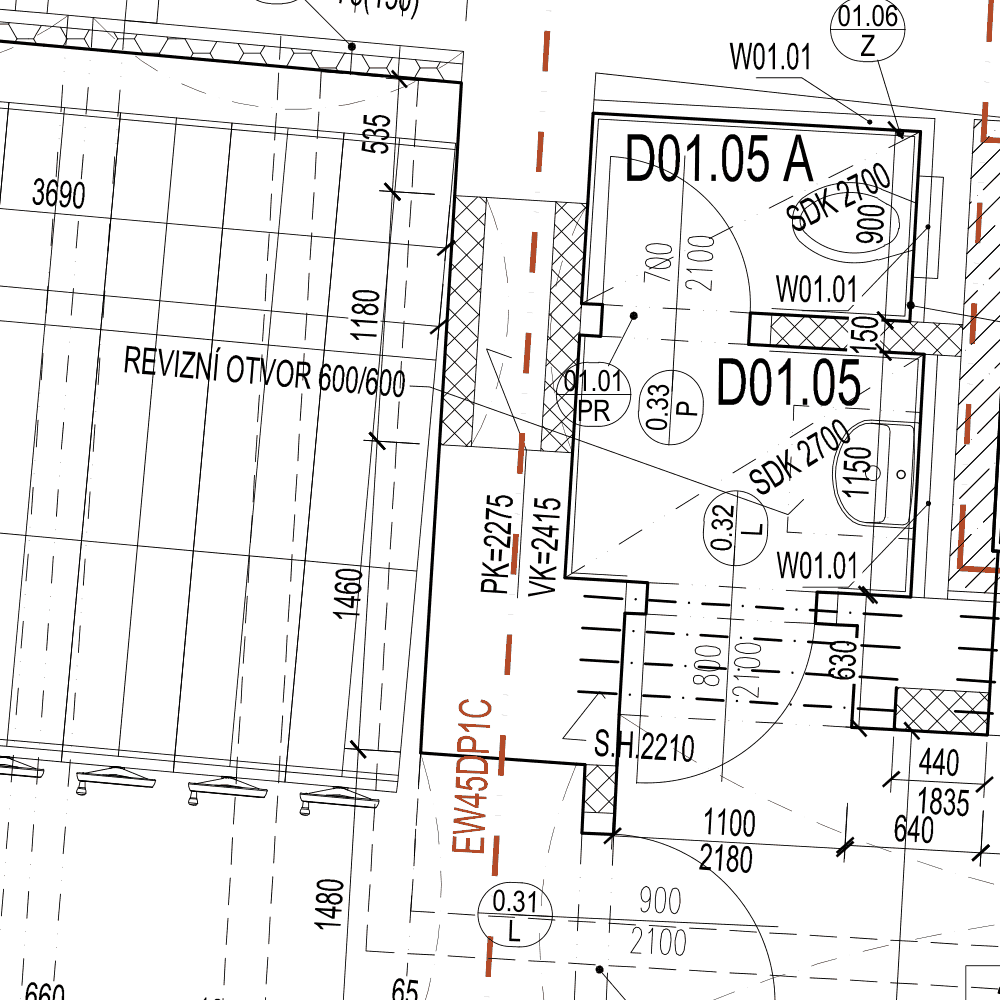 01.06
Z
W01.01
D01.05 A
535
3690
SDK 2700
900
700
2100
W01.01
1180
150
REVIZNÍ OTVOR 600/600
01.01
PR
0.33
P
D01.05
SDK 2700
1150
PK=2275
VK=2415
0.32
L
W01.01
1460
800
2100
630
S.H.2210
EW45DP1C
440
1835
640
1100
2180
1480
0.31
L
900
2100
660
65